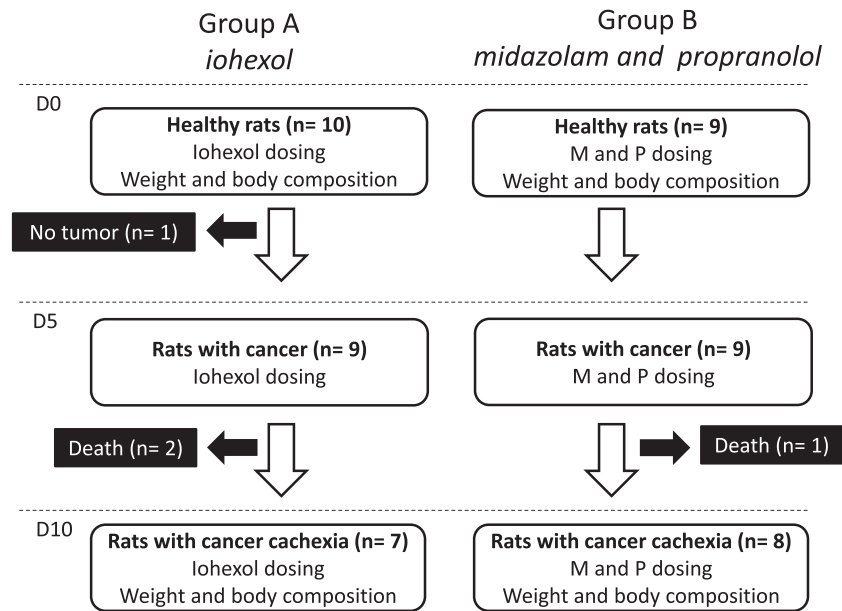 Group A
iohexol
Group B
midazolam and propranolol
D0
Healthy rats (n= 10)
Iohexol dosing
Weight and body composition
Healthy rats (n= 9)
M and P dosing
Weight and body composition
No tumor (n= 1)
D5
Rats with cancer (n= 9)
Iohexol dosing
Rats with cancer (n= 9)
M and P dosing
Death (n= 2)
Death (n= 1)
D10
Rats with cancer cachexia (n= 7)
Iohexol dosing
Weight and body composition
Rats with cancer cachexia (n= 8)
M and P dosing
Weight and body composition